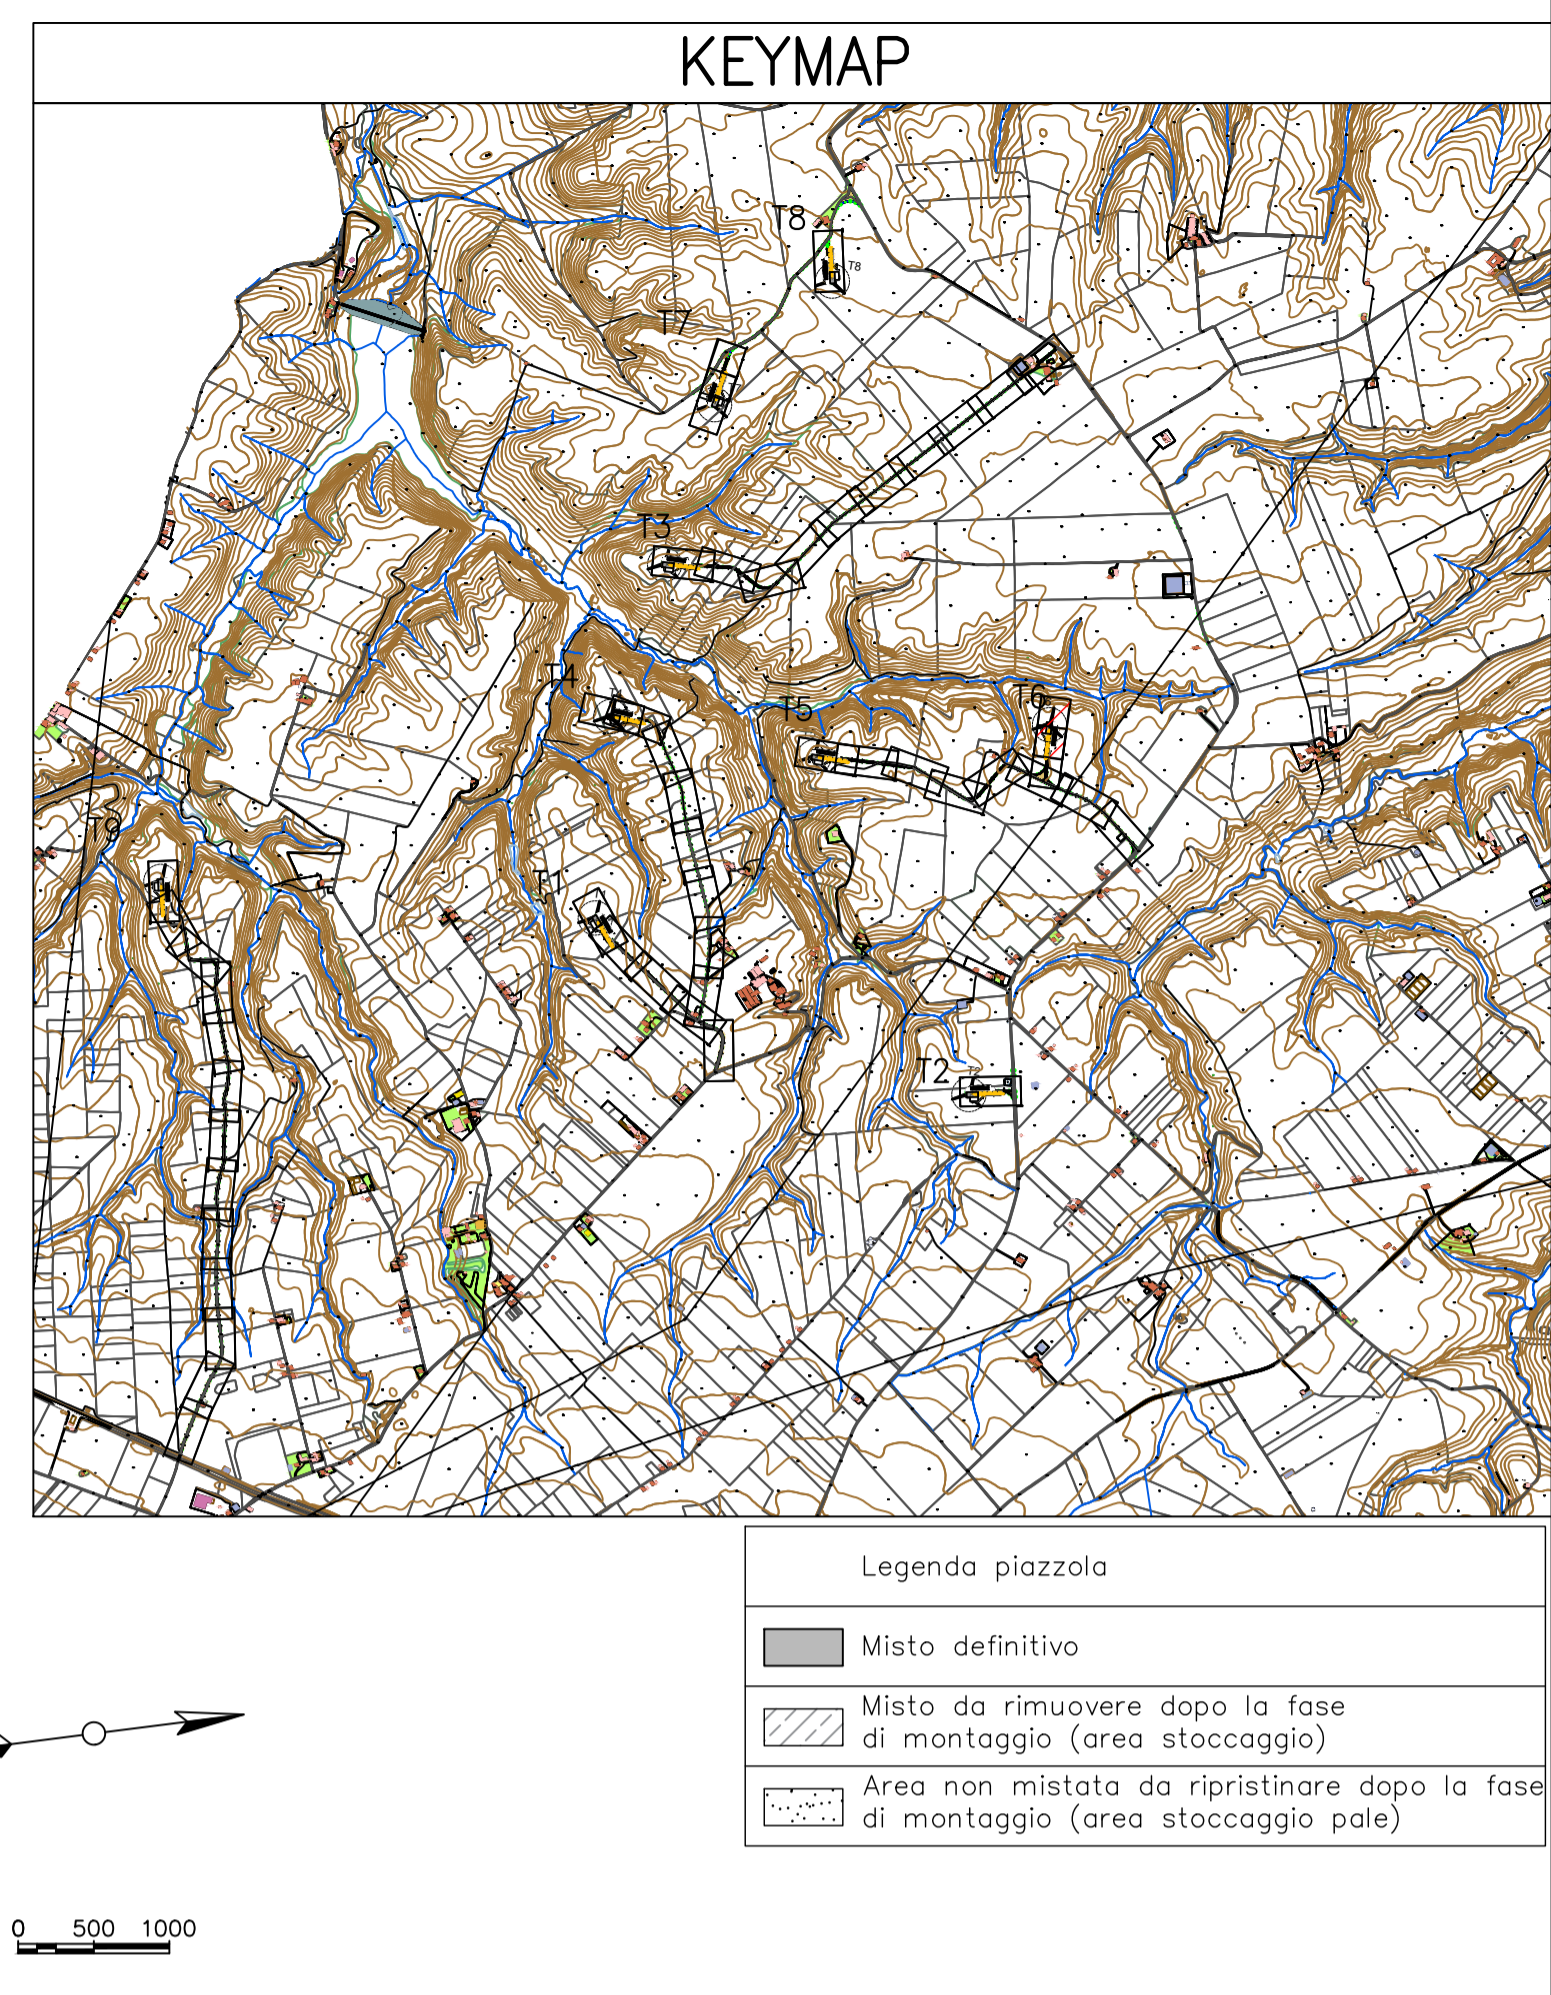 KEYMAP
T8
T8
T7
T3
T4
T5
T6
T9
T2
Legenda piazzola
Misto definitivo
Misto da rimuovere dopo la fase
di montaggio (area stoccaggio)
Area non mistata da ripristinare dopo la fase
di montaggio (area stoccaggio pale)
0 500 1000